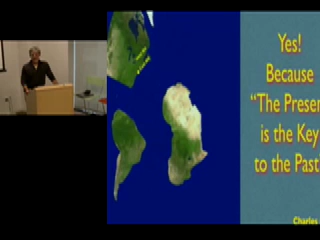 Yes!
Because
"The Presen
is the Key
to the Past
Charles